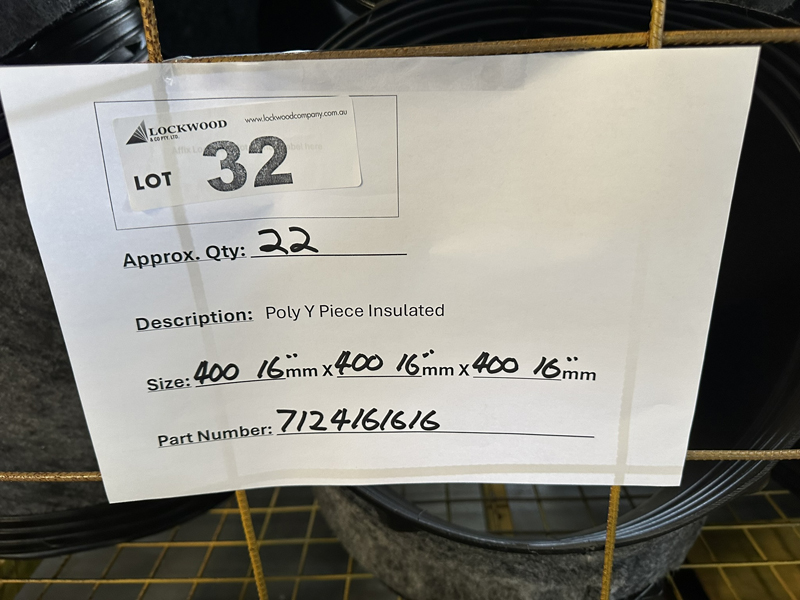 LOCKWOOD
& CO PTY. LTD.
www.lockwoodcompany.com.au
LOT 32
Approx. Qty: 22
Description: Poly Y Piece Insulated
Size: 400 16"mm x 400 16"mm x 400 16"mm
Part Number: 7124161616